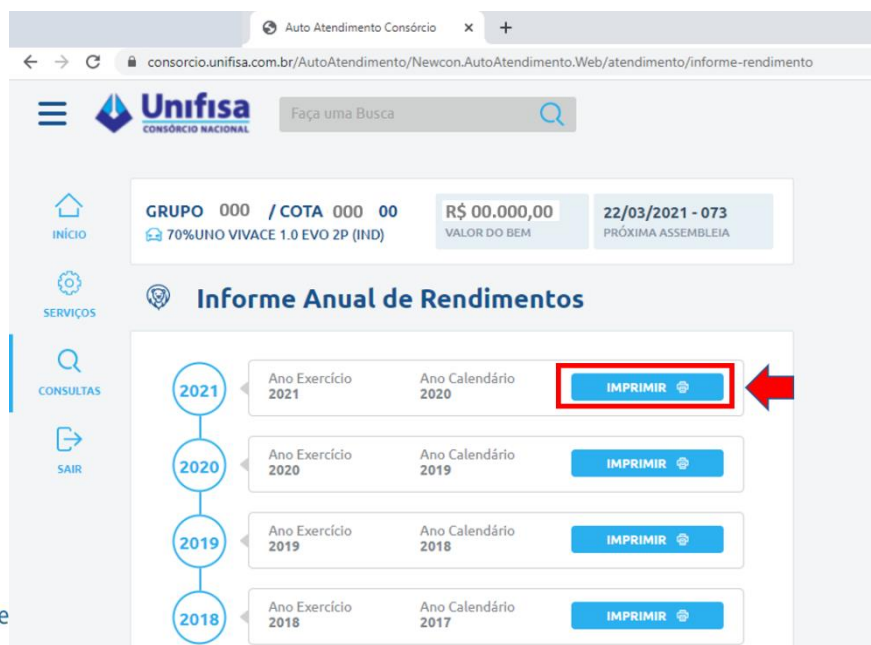 Auto Atendimento Consórcio
consorcio.unifisa.com.br/AutoAtendimento/Newcon.AutoAtendimento.Web/atendimento/informe-rendimento
Unifisa
CONSÓRCIO NACIONAL
Faça uma Busca
INÍCIO
SERVIÇOS
CONSULTAS
SAIR
GRUPO 000 / COTA 000 00
70%UNO VIVACE 1.0 EVO 2P (IND)
R$ 00.000,00
VALOR DO BEM
22/03/2021 - 073
PRÓXIMA ASSEMBLEIA
Informe Anual de Rendimentos
2021
Ano Exercício
2021
Ano Calendário
2020
IMPRIMIR
2020
Ano Exercício
2020
Ano Calendário
2019
IMPRIMIR
2019
Ano Exercício
2019
Ano Calendário
2018
IMPRIMIR
2018
Ano Exercício
2018
Ano Calendário
2017
IMPRIMIR
e